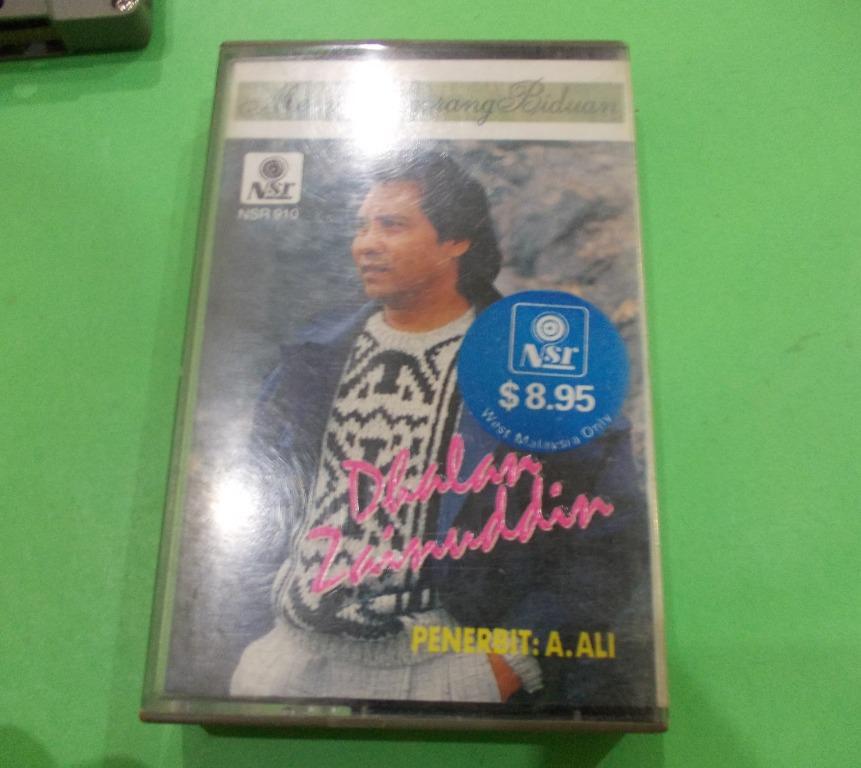 Biduan
Nsr
NSR 910
Nsr
$8.95
West Malaysia Only
Dhalan
Zainuddin
PENERBIT: A. ALI